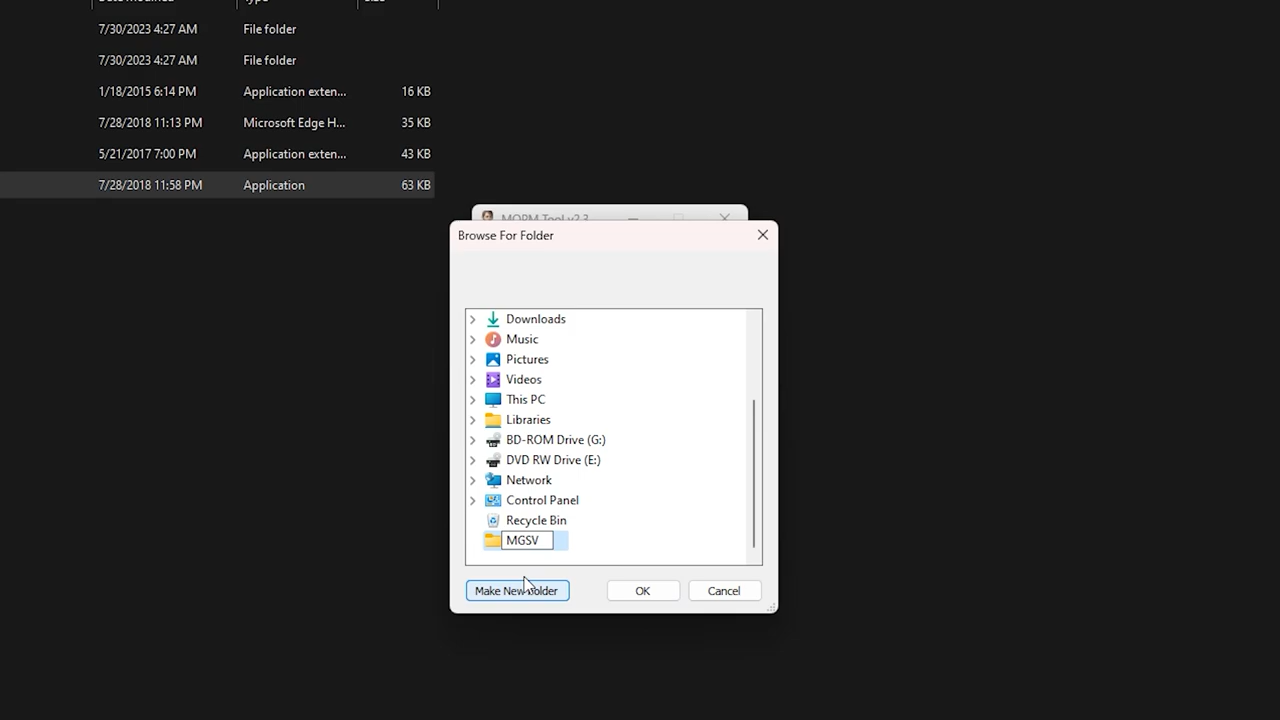 7/30/2023 4:27 AM File folder
7/30/2023 4:27 AM File folder
1/18/2015 6:14 PM Application exten... 16 KB
7/28/2018 11:13 PM Microsoft Edge H... 35 KB
5/21/2017 7:00 PM Application exten... 43 KB
7/28/2018 11:58 PM Application 63 KB
Browse For Folder
Downloads
Music
Pictures
Videos
This PC
Libraries
BD-ROM Drive (G:)
DVD RW Drive (E:)
Network
Control Panel
Recycle Bin
MGSV
Make New Folder OK Cancel